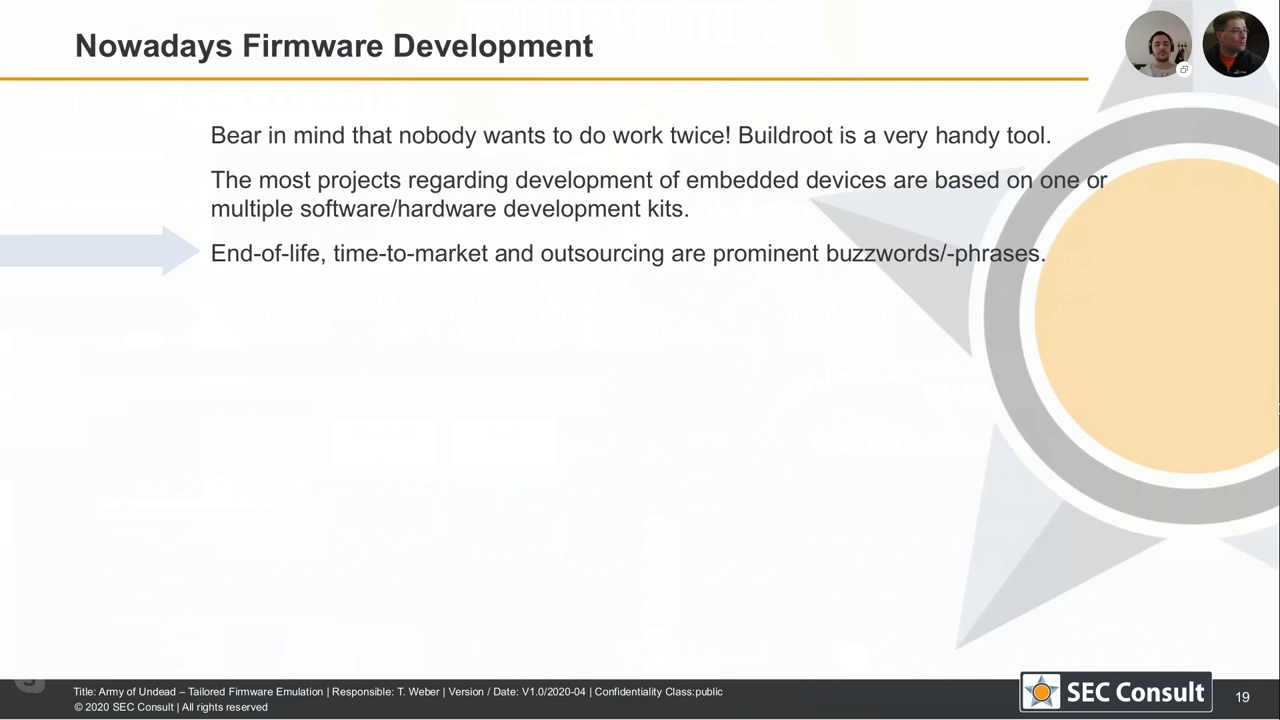 Nowadays Firmware Development
Bear in mind that nobody wants to do work twice! Buildroot is a very handy tool.
The most projects regarding development of embedded devices are based on one or
multiple software/hardware development kits.
End-of-life, time-to-market and outsourcing are prominent buzzwords/-phrases.
Title: Army of Undead – Tailored Firmware Emulation | Responsible: T. Weber | Version / Date: V1.0/2020-04 | Confidentiality Class:public
© 2020 SEC Consult | All rights reserved
SEC Consult
19